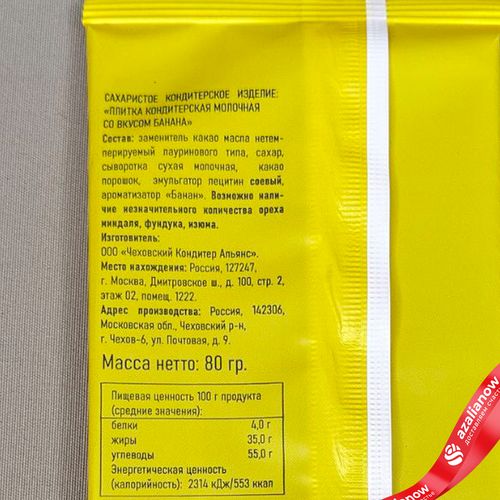 САХАРИСТОЕ КОНДИТЕРСКОЕ ИЗДЕЛИЕ:
«ПЛИТКА КОНДИТЕРСКАЯ МОЛОЧНАЯ
СО ВКУСОМ БАНАНА»
Состав: заменитель какао масла нетем-
перируемый лауринового типа, сахар,
сыворотка сухая молочная, какао
порошок, эмульгатор лецитин соевый,
ароматизатор «Банан». Возможно нали-
чие незначительного количества ореха
миндаля, фундука, изюма.
Изготовитель:
ООО «Чеховский Кондитер Альянс».
Место нахождения: Россия, 127247,
г. Москва, Дмитровское ш., д. 100, стр. 2,
этаж 02, помещ. 1222.
Адрес производства: Россия, 142306,
Московская обл., Чеховский р-н,
г. Чехов-6, ул. Почтовая, д. 9.
Масса нетто: 80 гр.
Пищевая ценность 100 г продукта
(средние значения):
белки 4,0 г
жиры 35,0 г
углеводы 55,0 г
Энергетическая ценность
(калорийность): 2314 кДж/553 ккал
azalianow
доставляем счастье
azalianow